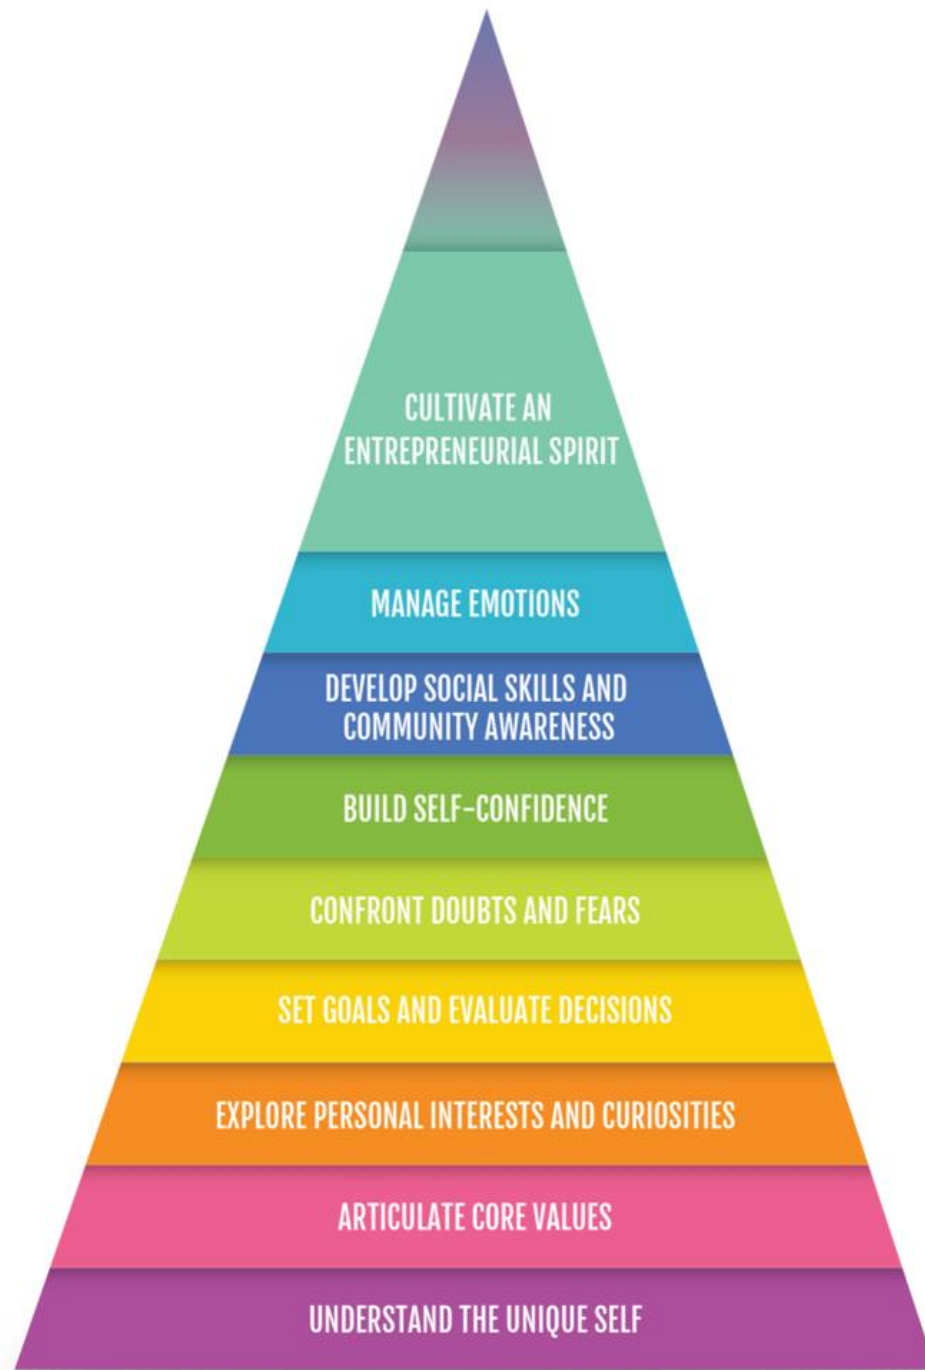 CULTIVATE AN
ENTREPRENEURIAL SPIRIT
MANAGE EMOTIONS
DEVELOP SOCIAL SKILLS AND
COMMUNITY AWARENESS
BUILD SELF-CONFIDENCE
CONFRONT DOUBTS AND FEARS
SET GOALS AND EVALUATE DECISIONS
EXPLORE PERSONAL INTERESTS AND CURIOSITIES
ARTICULATE CORE VALUES
UNDERSTAND THE UNIQUE SELF